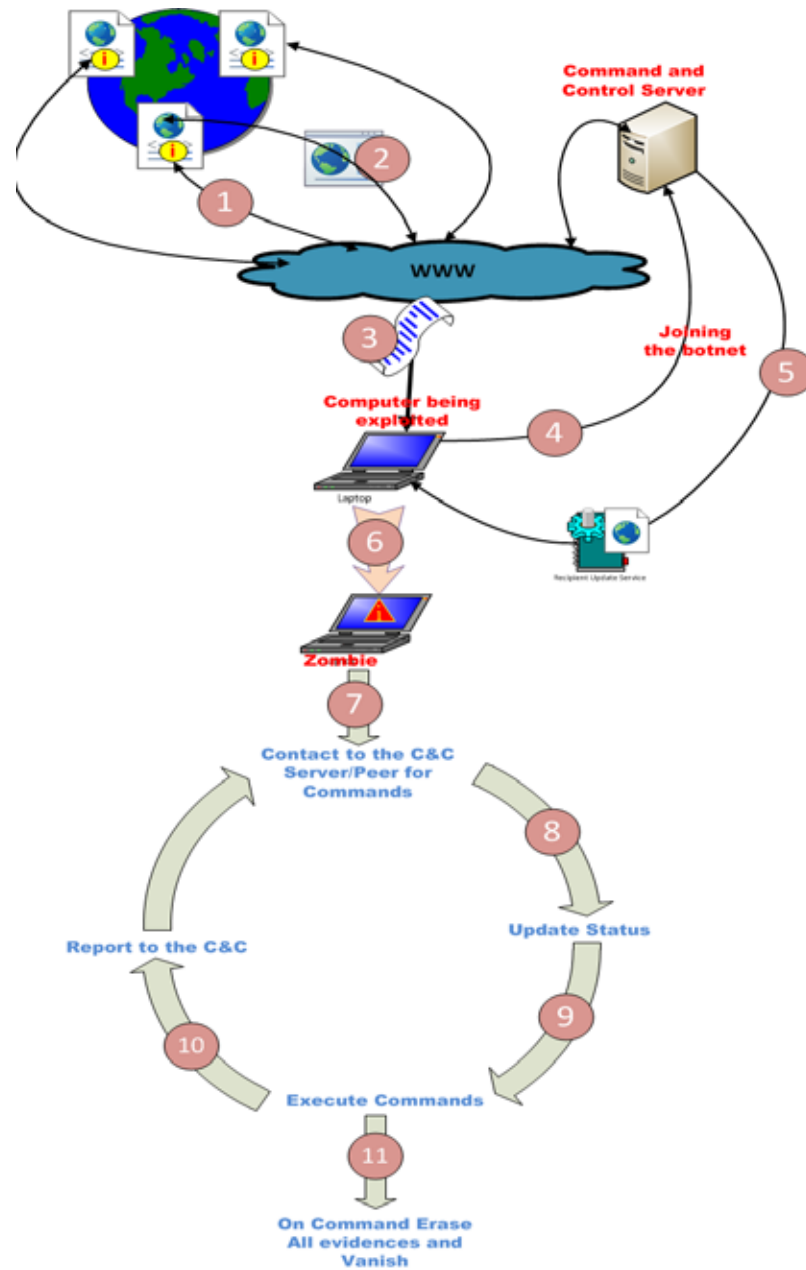 Command and
Control Server
2
1
WWW
3
Joining
the botnet
5
Computer being
exploited
4
Laptop
6
Recipient Update Service
Zombie
7
Contact to the C&C
Server/Peer for
Commands
8
Report to the C&C
Update Status
9
10
Execute Commands
11
On Command Erase
All evidences and
Vanish